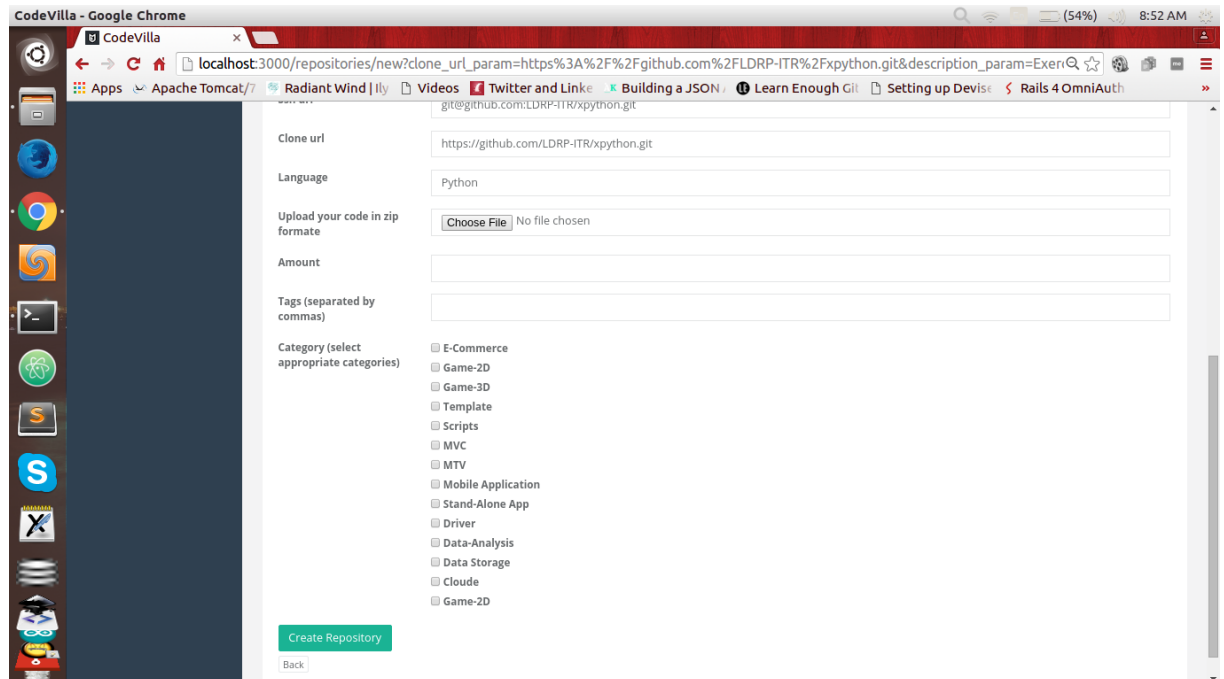 CodeVilla - Google Chrome
(54%) 8:52 AM
CodeVilla ×
localhost:3000/repositories/new?clone_url_param=https%3A%2F%2Fgithub.com%2FLDRP-ITR%2Fxpython.git&description_param=Exer
Apps Apache Tomcat/7 Radiant Wind | Ily Videos Twitter and Linke Building a JSON Learn Enough Git Setting up Devise Rails 4 OmniAuth »
git@github.com:LDRP-ITR/xpython.git
Clone url
https://github.com/LDRP-ITR/xpython.git
Language
Python
Upload your code in zip
formate
Choose File No file chosen
Amount
Tags (separated by
commas)
Category (select
appropriate categories)
E-Commerce
Game-2D
Game-3D
Template
Scripts
MVC
MTV
Mobile Application
Stand-Alone App
Driver
Data-Analysis
Data Storage
Cloude
Game-2D
Create Repository
Back